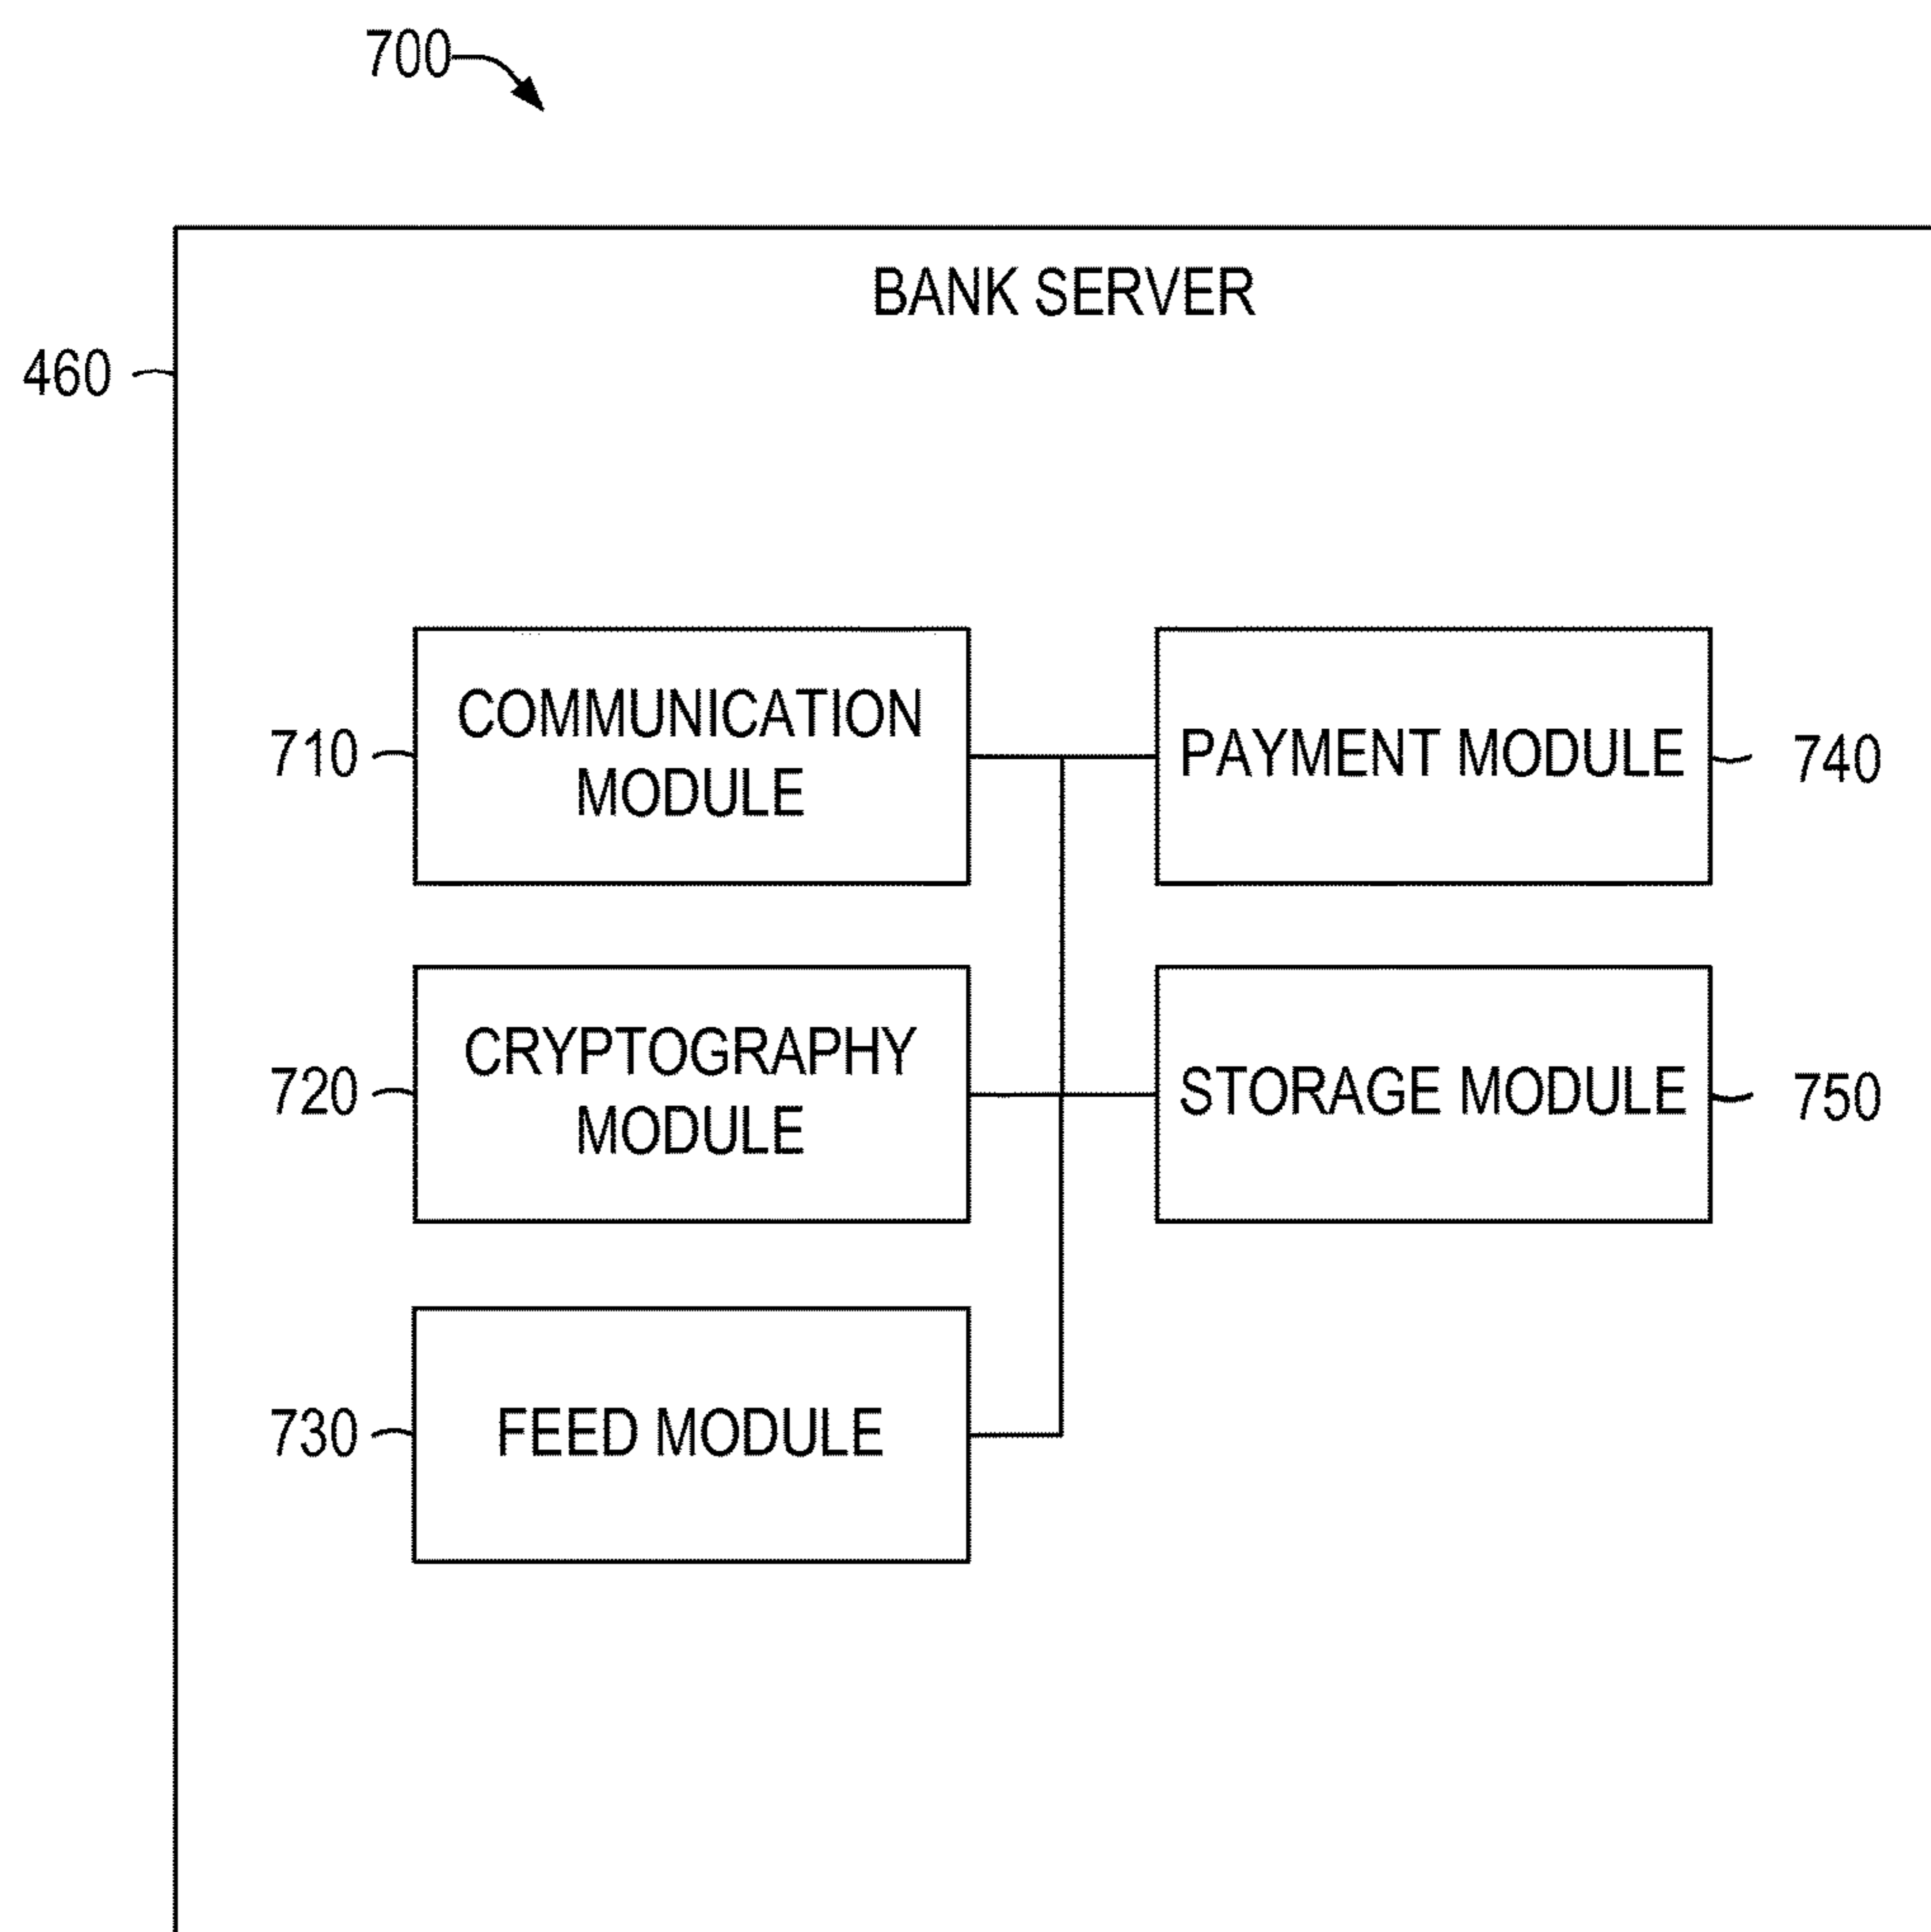 700
BANK SERVER
460
COMMUNICATION
MODULE
710
PAYMENT MODULE
740
CRYPTOGRAPHY
MODULE
720
STORAGE MODULE
750
FEED MODULE
730